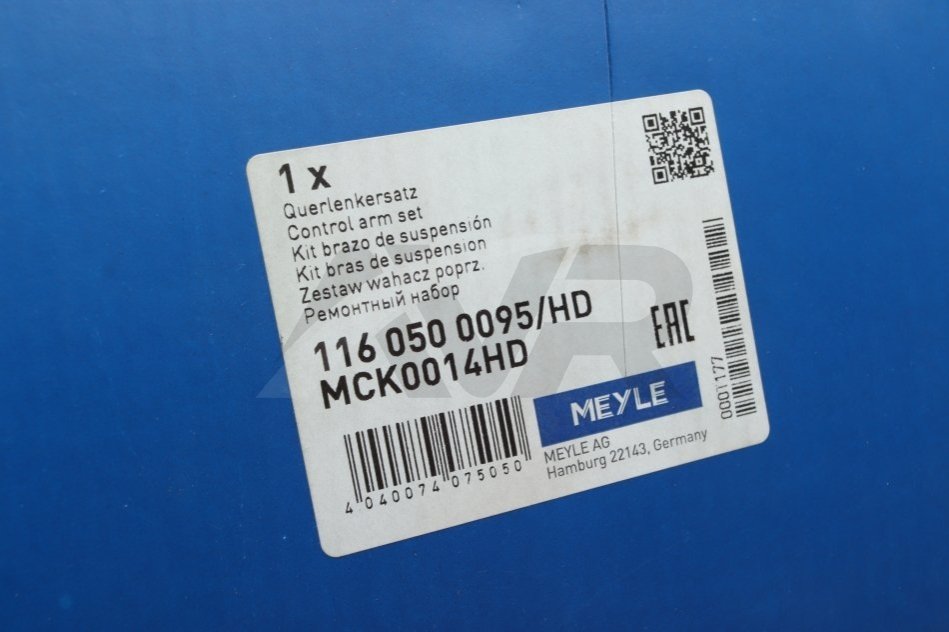 1 x
Querlenkersatz
Control arm set
Kit brazo de suspensión
Kit bras de suspension
Zestaw wahacz poprz.
Ремонтный набор
116 050 0095/HD
MCK0014HD
EAC
MEYLE
MEYLE AG
Hamburg 22143, Germany
4 040074 075050
0001177
AVR